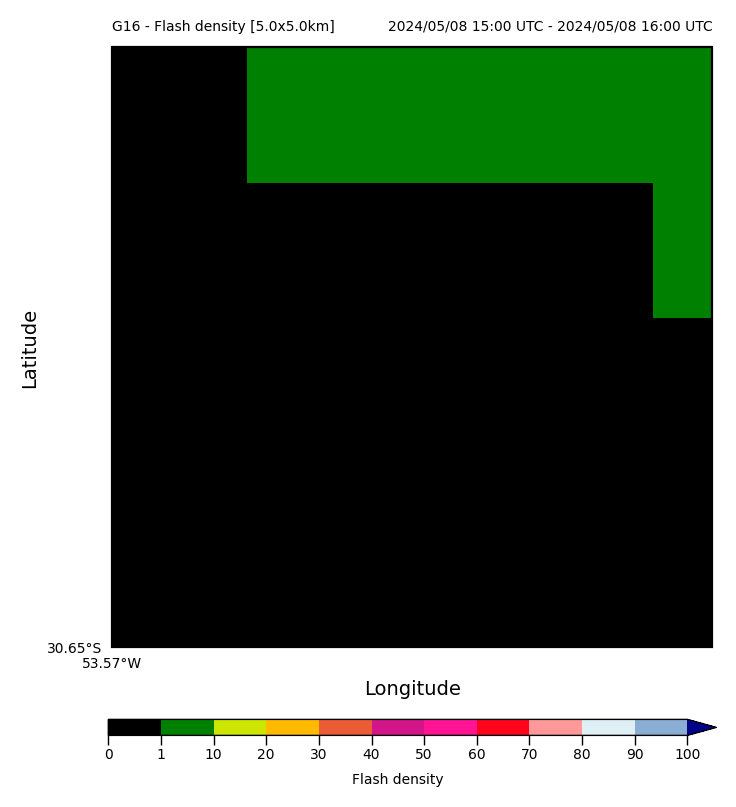 G16 - Flash density [5.0x5.0km] 2024/05/08 15:00 UTC - 2024/05/08 16:00 UTC
Latitude
30.65°S
53.57°W
Longitude
0 1 10 20 30 40 50 60 70 80 90 100
Flash density